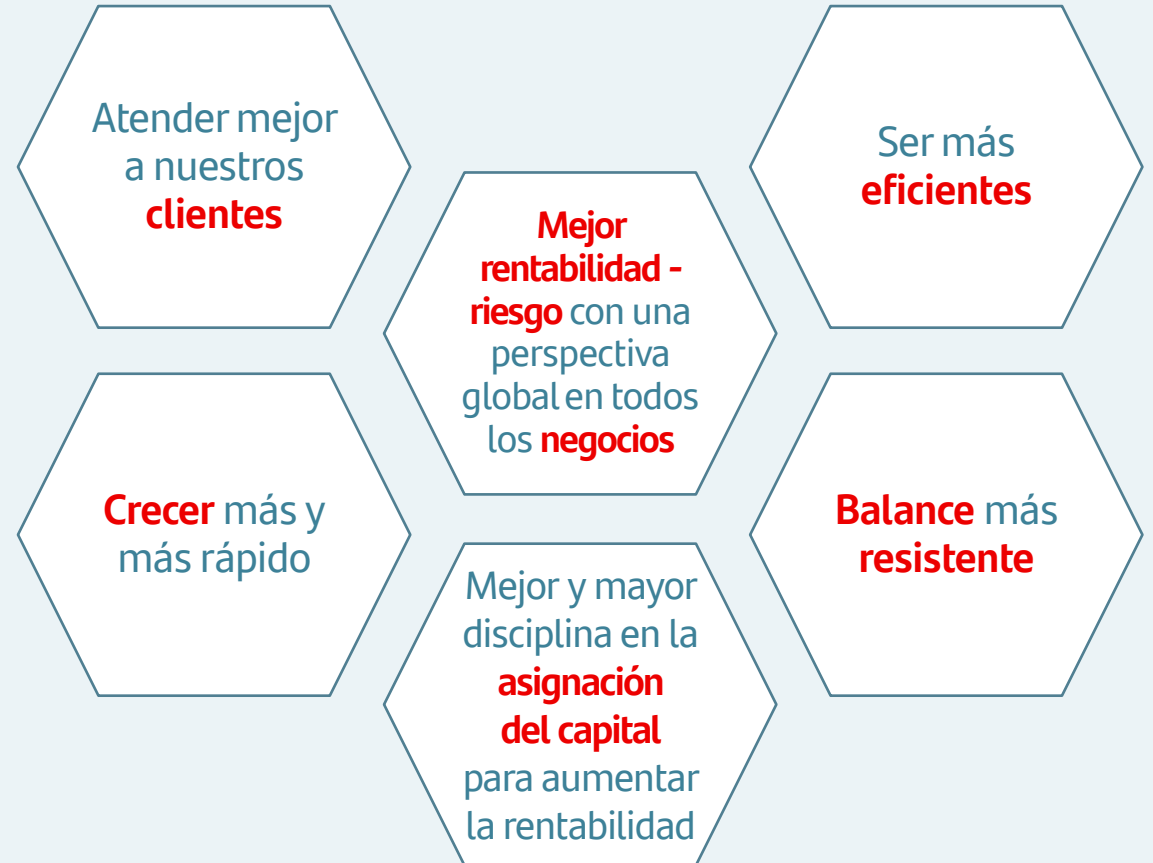 Atender mejor
a nuestros
clientes
Ser más
eficientes
Mejor
rentabilidad -
riesgo con una
perspectiva
global en todos
los negocios
Crecer más y
más rápido
Balance más
resistente
Mejor y mayor
disciplina en la
asignación
del capital
para aumentar
la rentabilidad